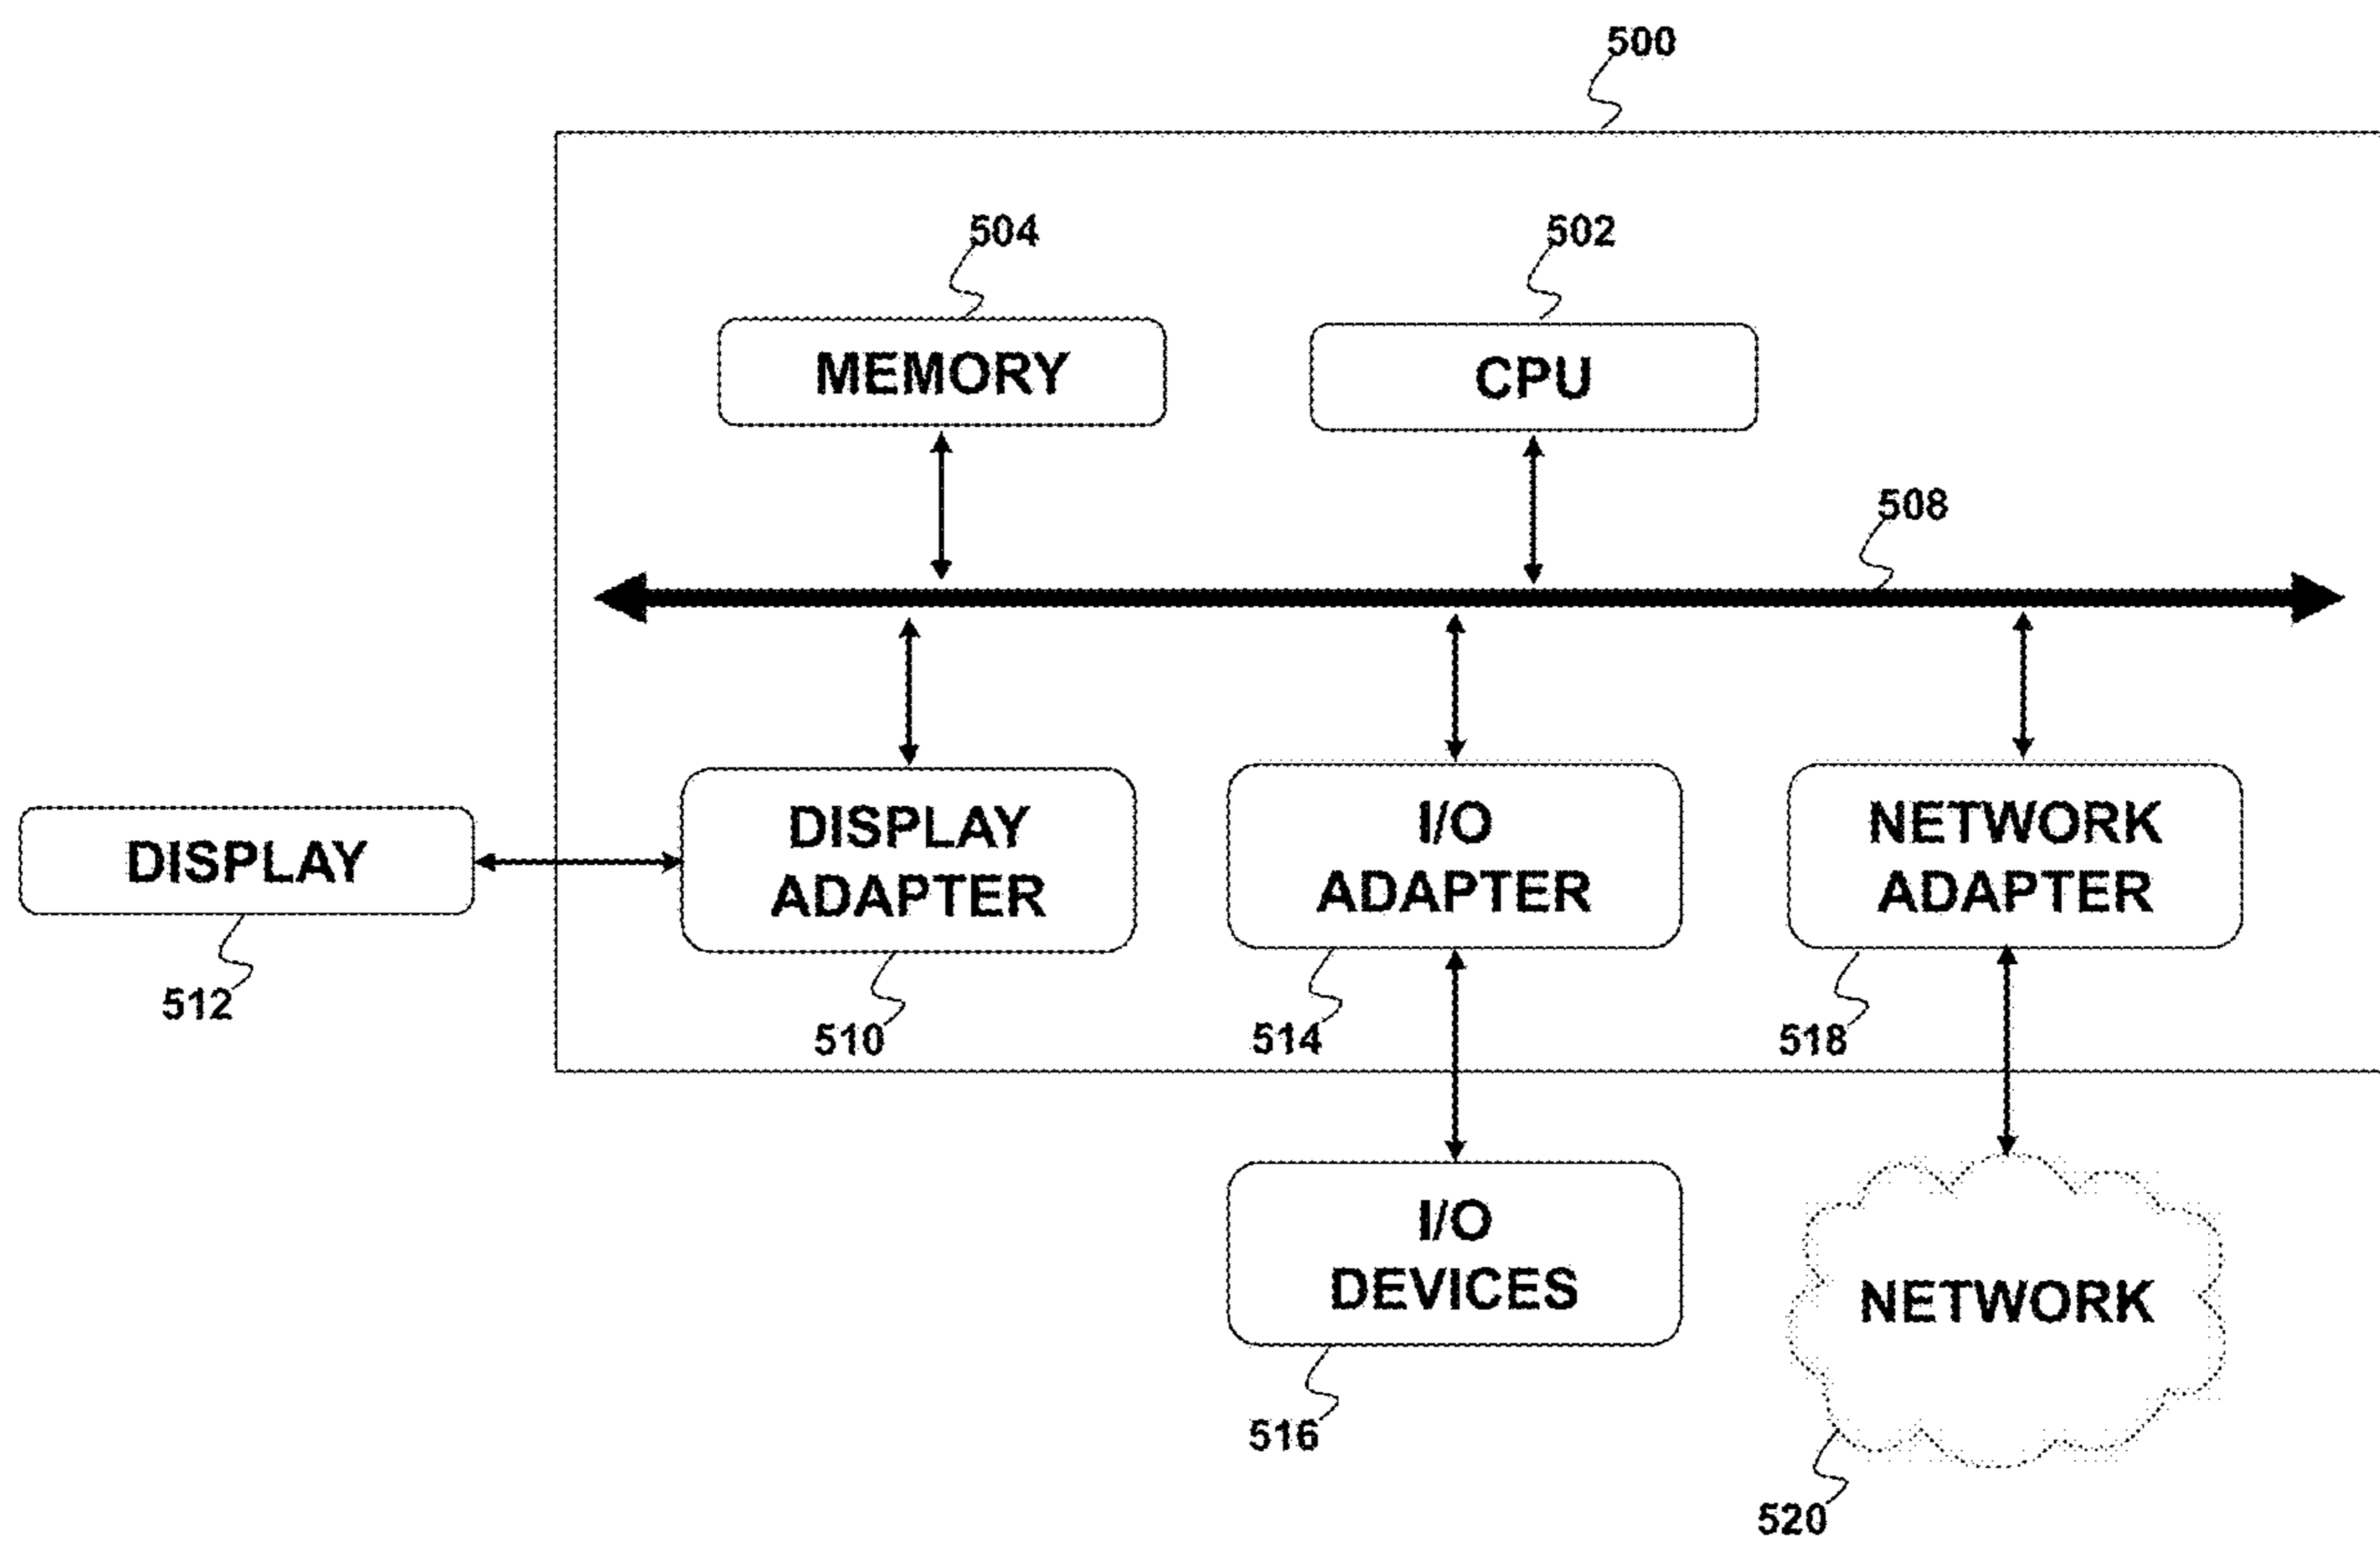 500
504
502
MEMORY
CPU
508
DISPLAY
DISPLAY
ADAPTER
I/O
ADAPTER
NETWORK
ADAPTER
512
510
514
518
I/O
DEVICES
NETWORK
516
520